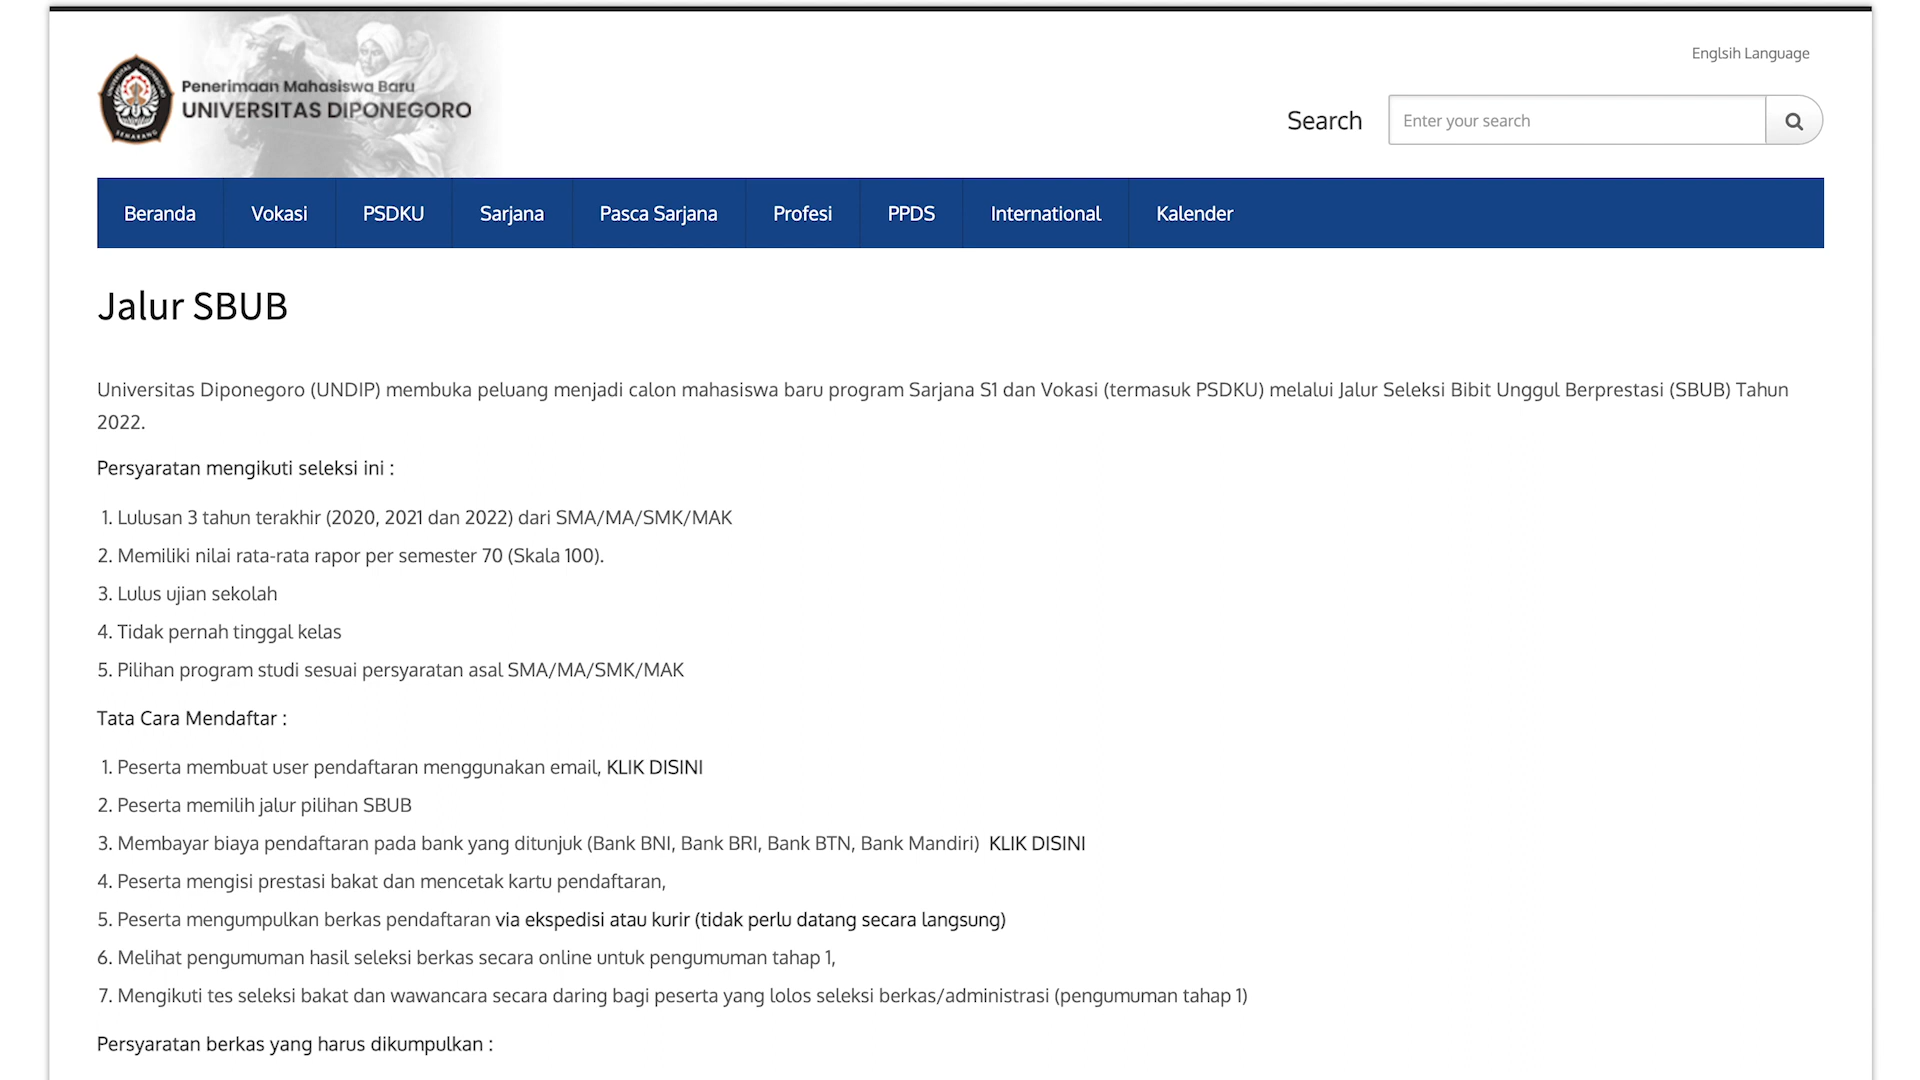 Englsih Language
Penerimaan Mahasiswa Baru
UNIVERSITAS DIPONEGORO
UNIVERSITAS DIPONEGORO
SEMARANG
Search
Enter your search
Beranda
Vokasi
PSDKU
Sarjana
Pasca Sarjana
Profesi
PPDS
International
Kalender
Jalur SBUB
Universitas Diponegoro (UNDIP) membuka peluang menjadi calon mahasiswa baru program Sarjana S1 dan Vokasi (termasuk PSDKU) melalui Jalur Seleksi Bibit Unggul Berprestasi (SBUB) Tahun
2022.
Persyaratan mengikuti seleksi ini :
1. Lulusan 3 tahun terakhir (2020, 2021 dan 2022) dari SMA/MA/SMK/MAK
2. Memiliki nilai rata-rata rapor per semester 70 (Skala 100).
3. Lulus ujian sekolah
4. Tidak pernah tinggal kelas
5. Pilihan program studi sesuai persyaratan asal SMA/MA/SMK/MAK
Tata Cara Mendaftar :
1. Peserta membuat user pendaftaran menggunakan email, KLIK DISINI
2. Peserta memilih jalur pilihan SBUB
3. Membayar biaya pendaftaran pada bank yang ditunjuk (Bank BNI, Bank BRI, Bank BTN, Bank Mandiri) KLIK DISINI
4. Peserta mengisi prestasi bakat dan mencetak kartu pendaftaran,
5. Peserta mengumpulkan berkas pendaftaran via ekspedisi atau kurir (tidak perlu datang secara langsung)
6. Melihat pengumuman hasil seleksi berkas secara online untuk pengumuman tahap 1,
7. Mengikuti tes seleksi bakat dan wawancara secara daring bagi peserta yang lolos seleksi berkas/administrasi (pengumuman tahap 1)
Persyaratan berkas yang harus dikumpulkan :